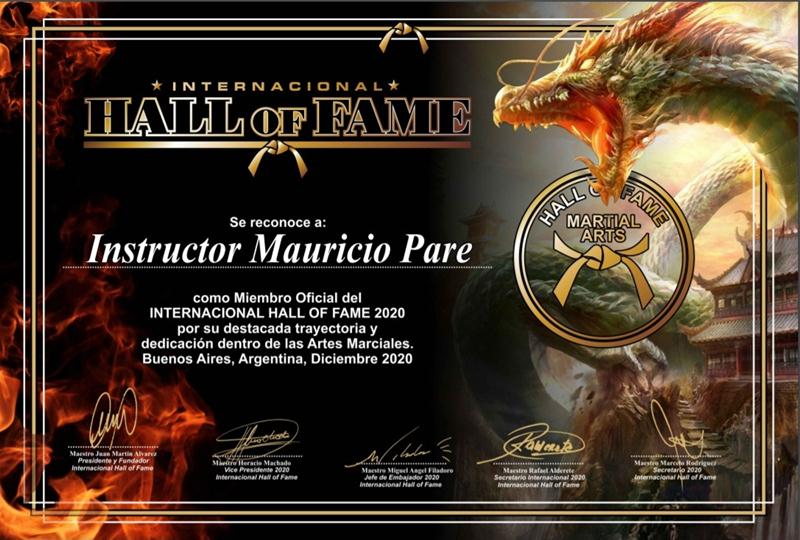 ★ INTERNACIONAL ★
HALL OF FAME
Se reconoce a:
Instructor Mauricio Pare
como Miembro Oficial del
INTERNACIONAL HALL OF FAME 2020
por su destacada trayectoria y
dedicación dentro de las Artes Marciales.
Buenos Aires, Argentina, Diciembre 2020
HALL OF FAME
MARTIAL
ARTS
Maestro Juan Martin Alvarez
Presidente y Fundador
Internacional Hall of Fame
Maestro Horacio Machado
Vice Presidente 2020
Internacional Hall of Fame
Maestro Miguel Angel Filadoro
Jefe de Embajador 2020
Internacional Hall of Fame
Maestro Rafael Alderete
Secretario Internacional 2020
Internacional Hall of Fame
Maestro Marcelo Rodriguez
Secretario 2020
Internacional Hall of Fame